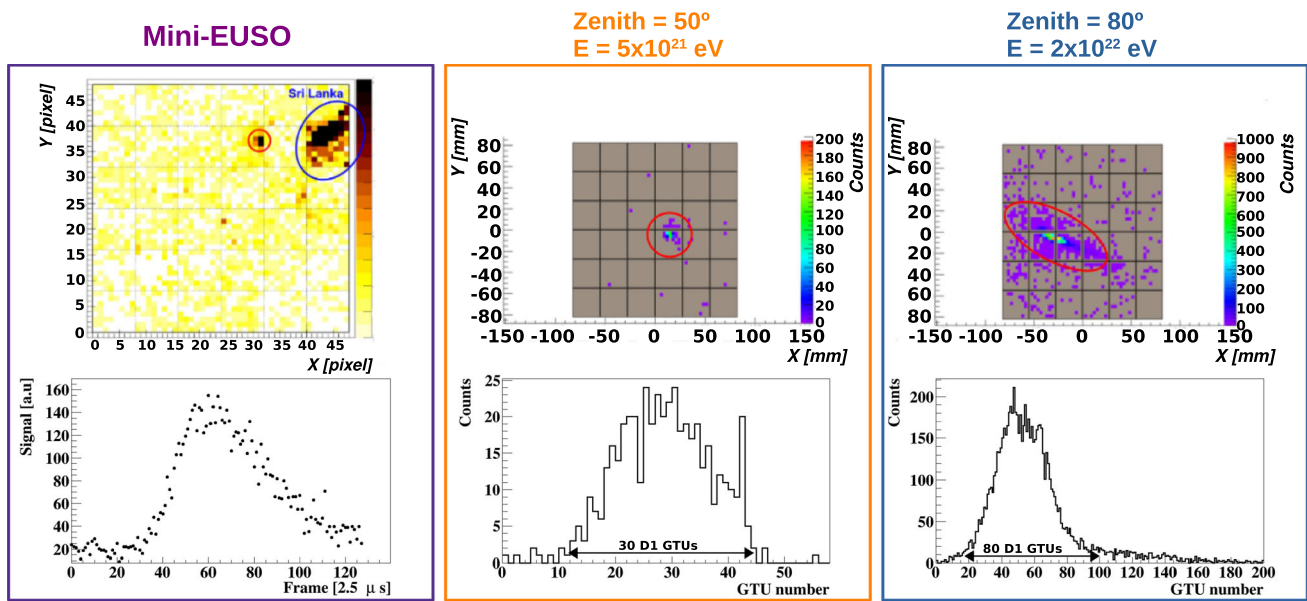 Mini-EUSO
Zenith = 50º
E = 5x10²¹ eV
Zenith = 80º
E = 2x10²² eV
Y [pixel]
45
40
35
30
25
20
15
10
5
0
Sri Lanka
0 5 10 15 20 25 30 35 40 45
X [pixel]
Y [mm]
80
60
40
20
0
-20
-40
-60
-80
-150 -100 -50 0 50 100 150
X [mm]
200
180
160
140
120
100
80
60
40
20
0
Counts
Y [mm]
80
60
40
20
0
20
40
60
80
-150 -100 -50 0 50 100 150
X [mm]
1000
900
800
700
600
500
400
300
200
100
0
Counts
Signal [a.u]
160
140
120
100
80
60
40
20
0 20 40 60 80 100 120
Frame [2.5 μ s]
Counts
25
20
15
10
5
0
30 D1 GTUs
0 10 20 30 40 50
GTU number
Counts
200
150
100
50
0
80 D1 GTUs
0 20 40 60 80 100 120 140 160 180 200
GTU number